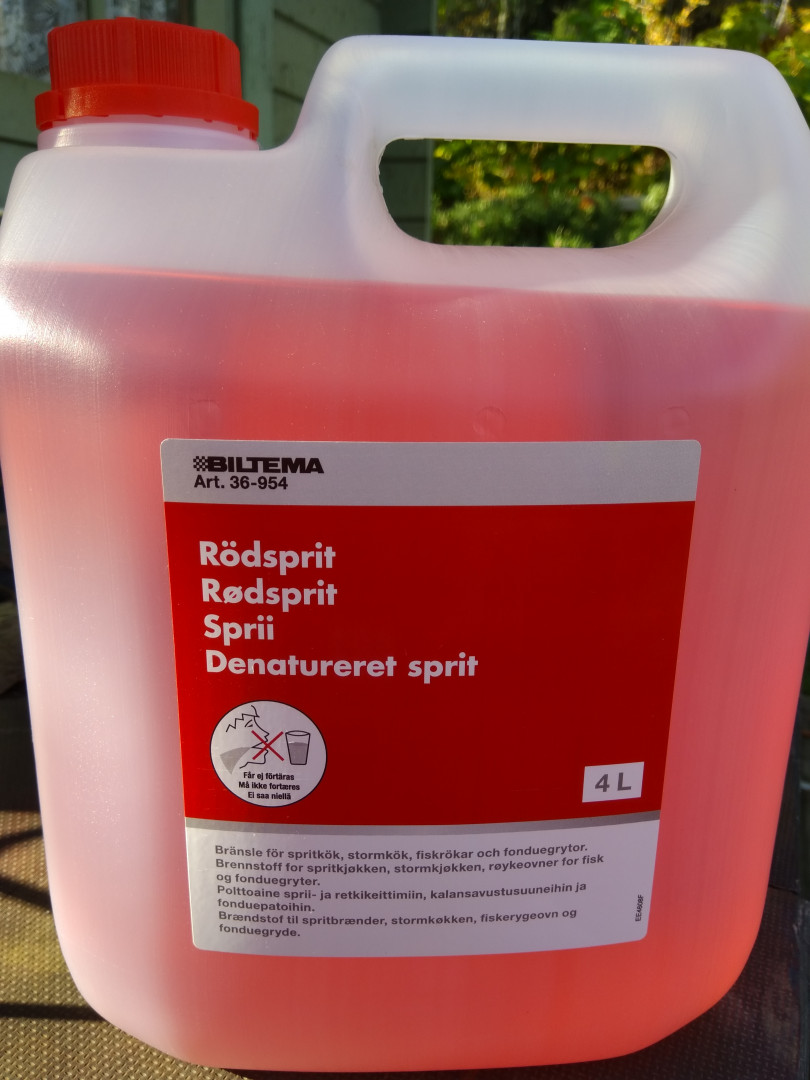 BILTEMA
Art. 36-954
Rödsprit
Rødsprit
Sprii
Denatureret sprit
Får ej förtäras
Må ikke fortæres
Ei saa niellä
4 L
Bränsle för spritkök, stormkök, fiskrökar och fonduegrytor.
Brennstoff for spritkjøkken, stormkjøkken, røykeovner for fisk
og fonduegryter.
Polttoaine sprii- ja retkikeittimiin, kalansavustusuuneihin ja
fonduepatoihin.
Brændstof til spritbrænder, stormkøkken, fiskerygeovn og
fonduegryde.
EE4606F